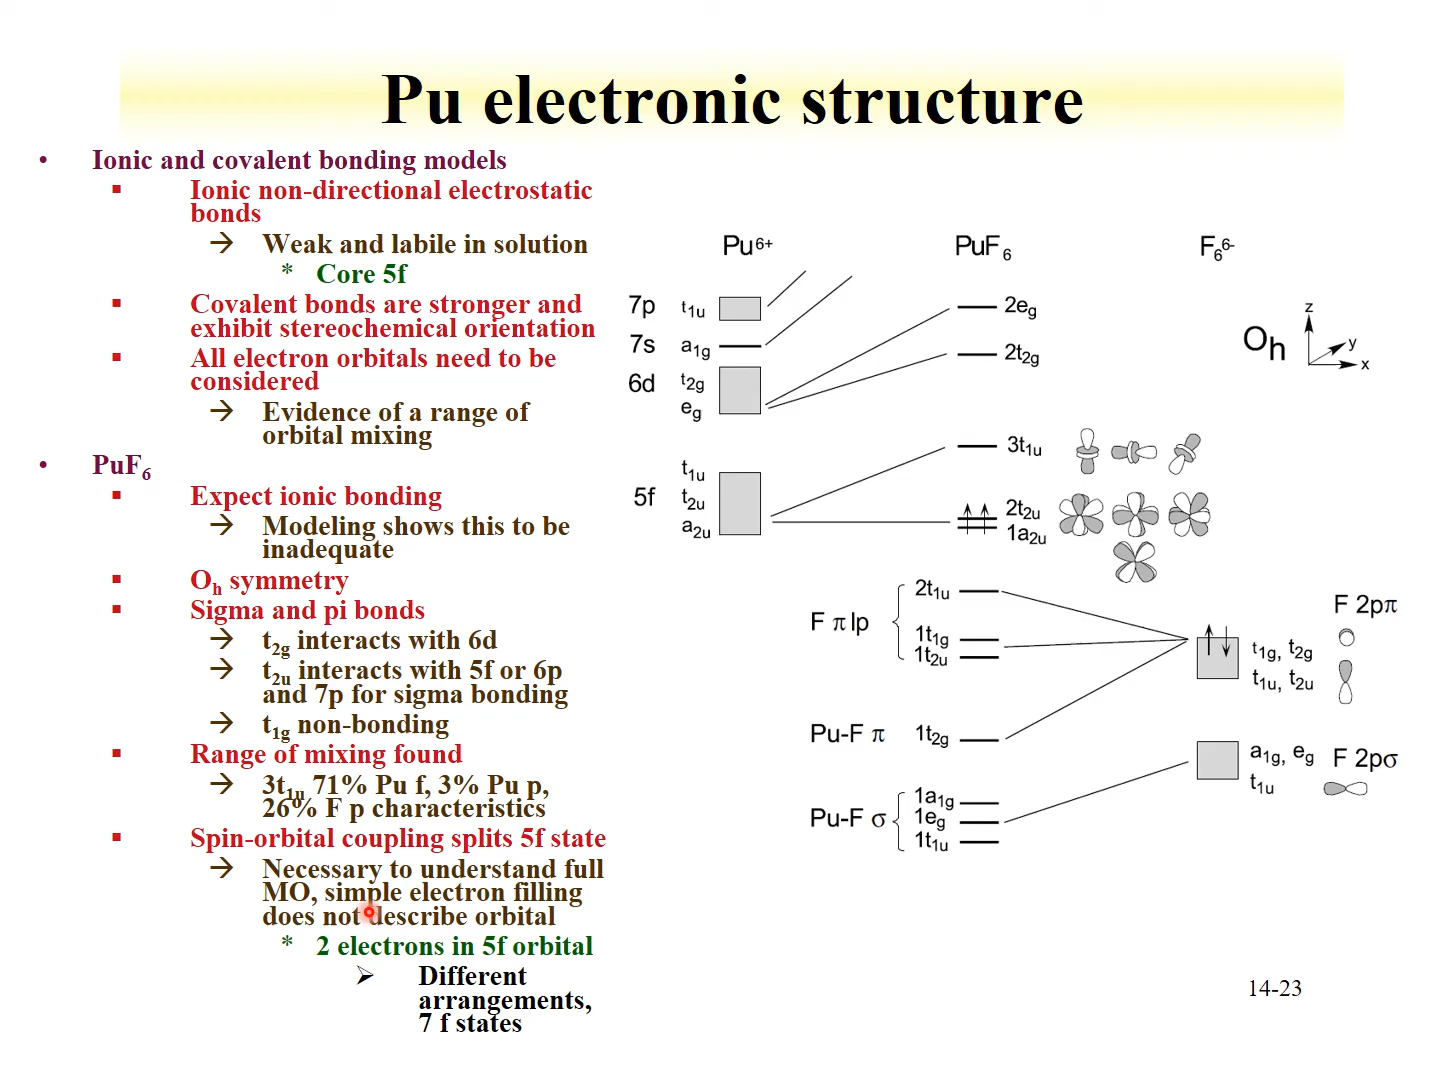 Pu electronic structure
• Ionic and covalent bonding models
▪ Ionic non-directional electrostatic
bonds
→ Weak and labile in solution
* Core 5f
▪ Covalent bonds are stronger and
exhibit stereochemical orientation
▪ All electron orbitals need to be
considered
→ Evidence of a range of
orbital mixing
• PuF6
▪ Expect ionic bonding
→ Modeling shows this to be
inadequate
▪ Oh symmetry
▪ Sigma and pi bonds
→ t2g interacts with 6d
→ t2u interacts with 5f or 6p
and 7p for sigma bonding
→ t1g non-bonding
▪ Range of mixing found
→ 3t1u 71% Pu f, 3% Pu p,
26% F p characteristics
▪ Spin-orbital coupling splits 5f state
→ Necessary to understand full
MO, simple electron filling
does not describe orbital
* 2 electrons in 5f orbital
➢ Different
arrangements,
7 f states
Pu6+
PuF6
F66-
7p t1u
7s a1g
6d t2g
eg
5f t1u
t2u
a2u
2eg
2t2g
3t1u
2t2u
1a2u
Oh
z
y
x
F π lp
2t1u
1t1g
1t2u
Pu-F π 1t2g
Pu-F σ
1a1g
1eg
1t1u
F 2pπ
t1g, t2g
t1u, t2u
a1g, eg
t1u
F 2pσ
14-23